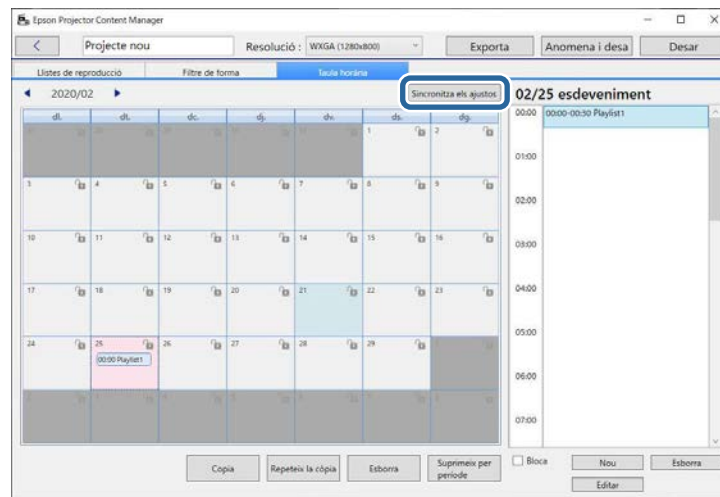 Epson Projector Content Manager
Projecte nou Resolució : WXGA (1280x800) Exporta Anomena i desa Desar
Llistes de reproducció Filtre de forma Taula horària
2020/02 Sincronitza els ajustos 02/25 esdeveniment
dl. dt. dc. dj. dv. ds. dg.
00:00 00:00-00:30 Playlist1
1 2
01:00
3 4 5 6 7 8 9
02:00
10 11 12 13 14 15 16
03:00
17 18 19 20 21 22 23
04:00
05:00
24 25 26 27 28 29
00:00 Playlist1
06:00
07:00
Copia Repeteix la còpia Esborra Suprimeix per
període
Bloca Nou Esborra
Editar